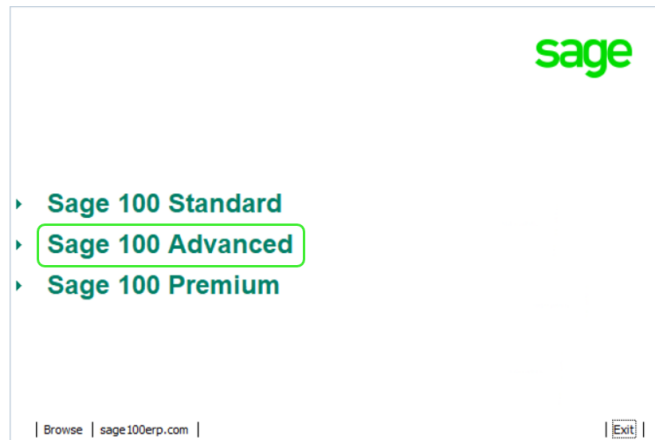 sage
Sage 100 Standard
Sage 100 Advanced
Sage 100 Premium
| Browse | sage100erp.com | | Exit |